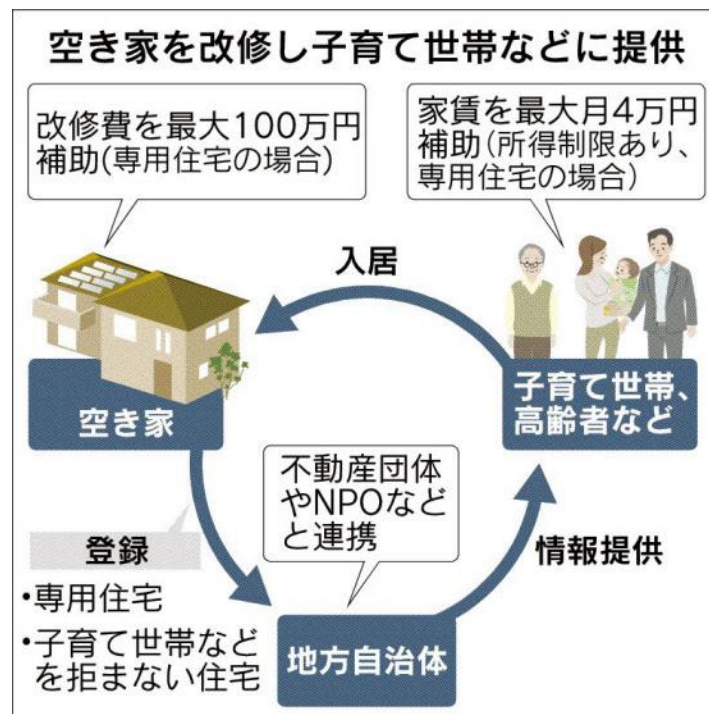 空き家を改修し子育て世帯などに提供
改修費を最大100万円
補助(専用住宅の場合)
家賃を最大月4万円
補助(所得制限あり、
専用住宅の場合)
入居
空き家
子育て世帯、
高齢者など
不動産団体
やNPOなど
と連携
登録
・専用住宅
・子育て世帯など
を拒まない住宅
情報提供
地方自治体